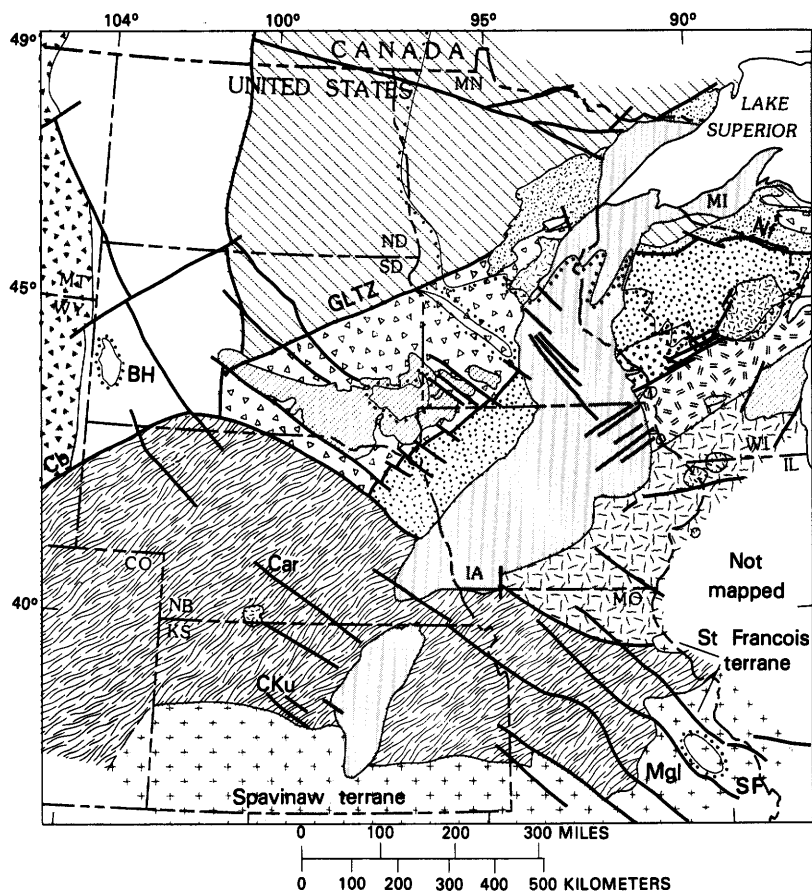 104° 100° 95° 90°
49°
CANADA
UNITED STATES
MN
LAKE
SUPERIOR
MI
Nr
ND
SD
GLTZ
45°
MT
WY
BH
WI
IL
CO
Car
IA
Not
mapped
40°
NB
KS
MO
St Francois
terrane
CKu
Mgl
SF
Spavinaw terrane
0 100 200 300 MILES
0 100 200 300 400 500 KILOMETERS